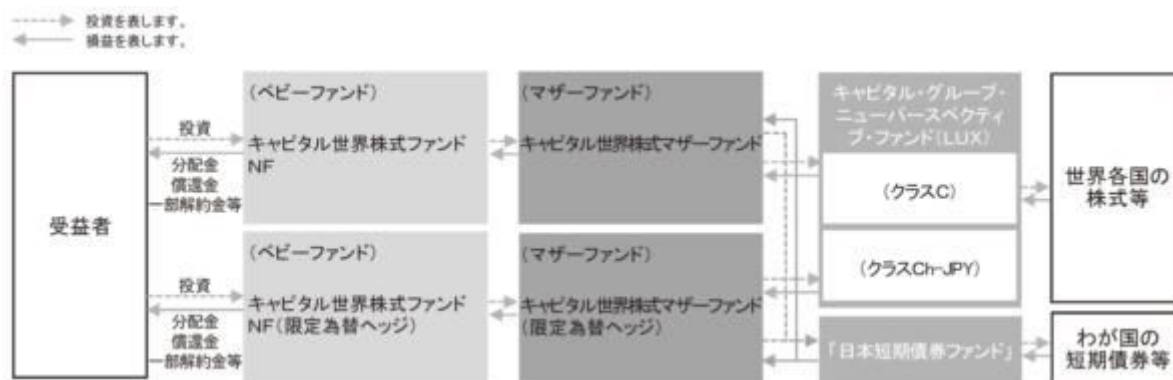 投資を表します。
損益を表します。
受益者
投資
分配金
償還金
一部解約金等
(ベビーファンド)
キャピタル世界株式ファンド
NF
(マザーファンド)
キャピタル世界株式マザーファンド
キャピタル・グループ・
ニューパースペクティ
ブ・ファンド(LUX)
(クラスC)
(クラスCh-JPY)
世界各国の
株式等
投資
分配金
償還金
一部解約金等
(ベビーファンド)
キャピタル世界株式ファンド
NF(限定為替ヘッジ)
(マザーファンド)
キャピタル世界株式マザーファンド
(限定為替ヘッジ)
「日本短期債券ファンド」
わが国の
短期債券等